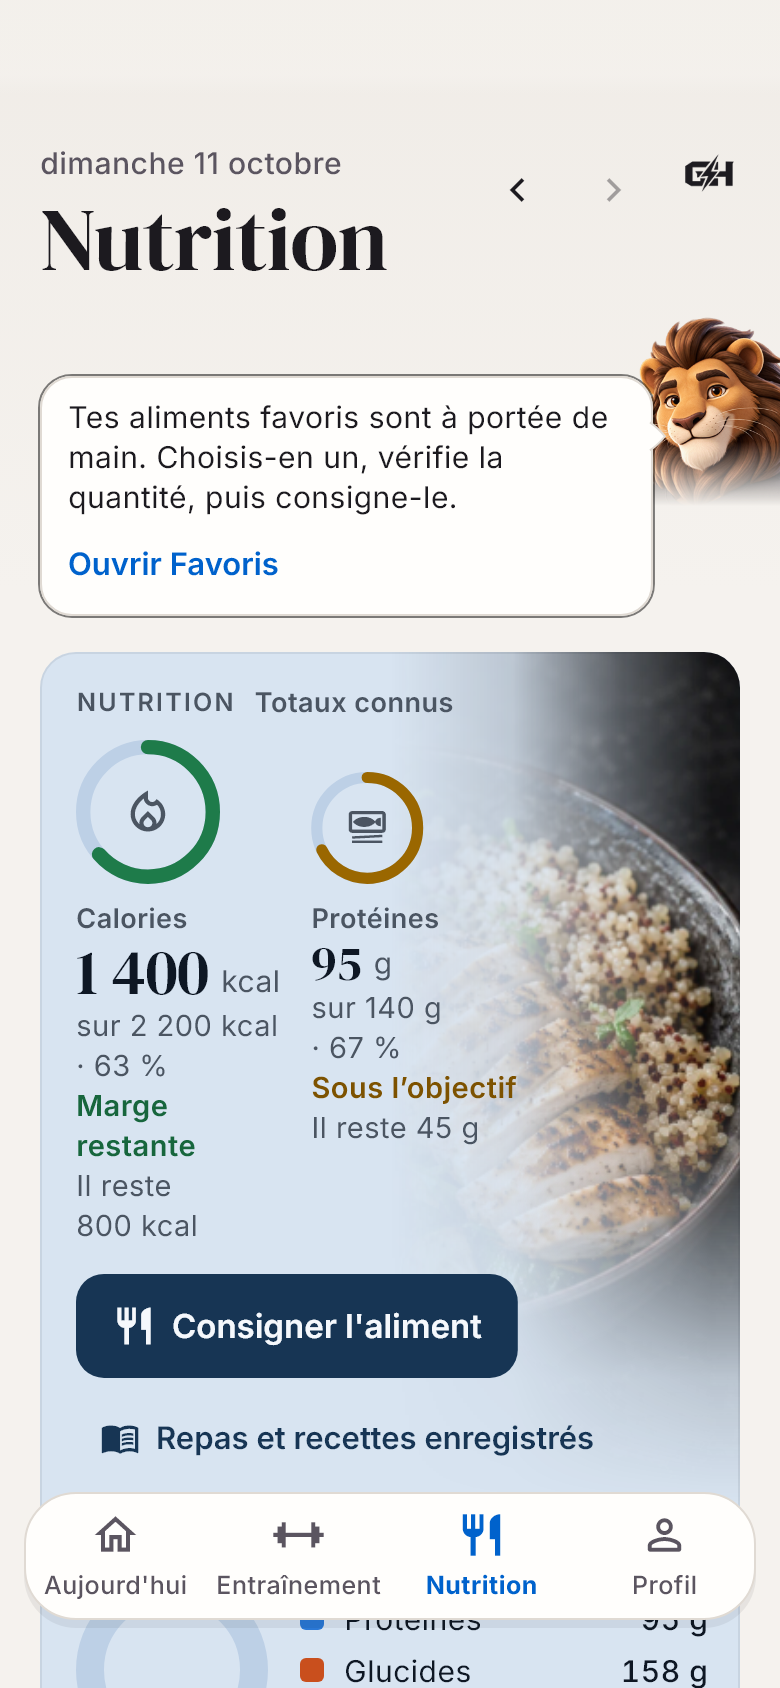 dimanche 11 octobre
GH
Nutrition
Tes aliments favoris sont à portée de
main. Choisis-en un, vérifie la
quantité, puis consigne-le.
Ouvrir Favoris
NUTRITION Totaux connus
Calories
1 400 kcal
sur 2 200 kcal
· 63 %
Marge
restante
Il reste
800 kcal
Protéines
95 g
sur 140 g
· 67 %
Sous l’objectif
Il reste 45 g
Consigner l'aliment
Repas et recettes enregistrés
Aujourd'hui
Entraînement
Nutrition
Profil
Protéines 95 g
Glucides 158 g